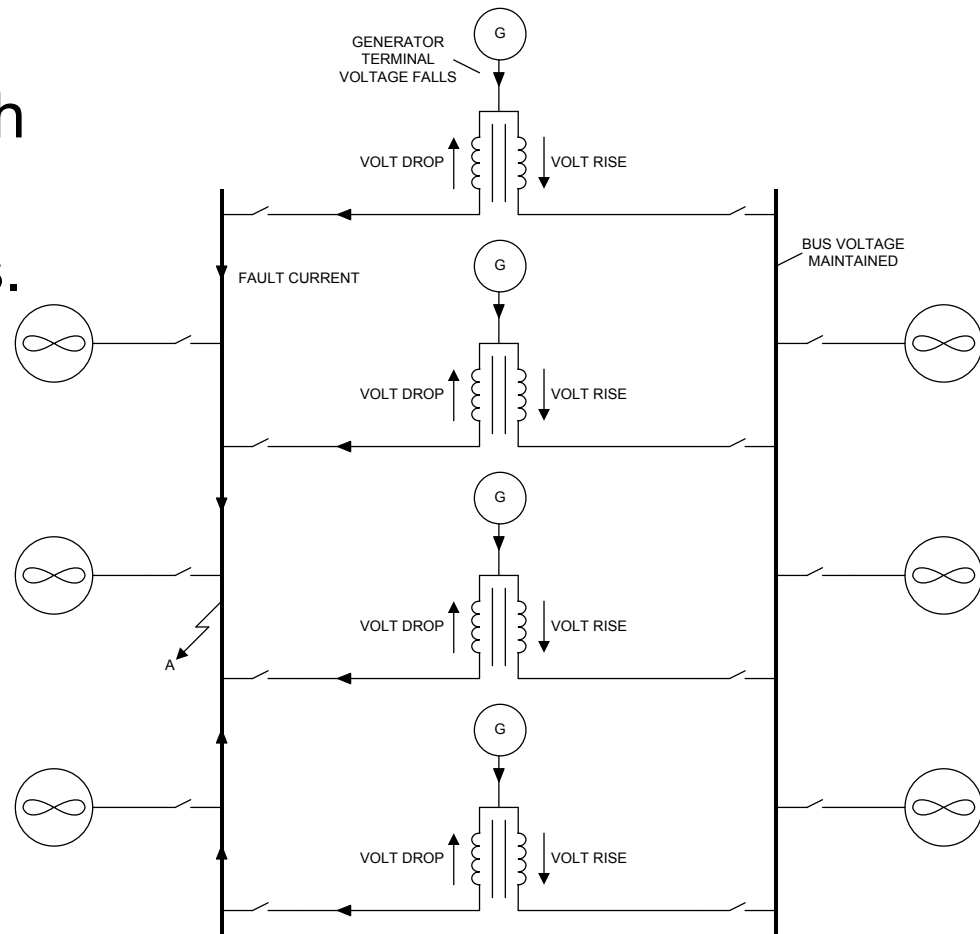 h
s.
G
GENERATOR
TERMINAL
VOLTAGE FALLS
VOLT DROP
VOLT RISE
BUS VOLTAGE
MAINTAINED
FAULT CURRENT
G
VOLT DROP
VOLT RISE
G
VOLT DROP
VOLT RISE
A
G
VOLT DROP
VOLT RISE